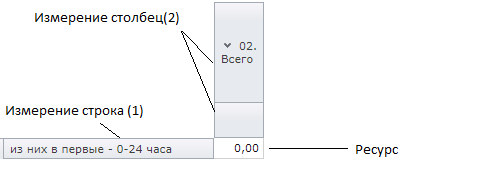 Измерение столбец(2)
02.
Всего
Измерение строка (1)
из них в первые - 0-24 часа
0,00
Ресурс